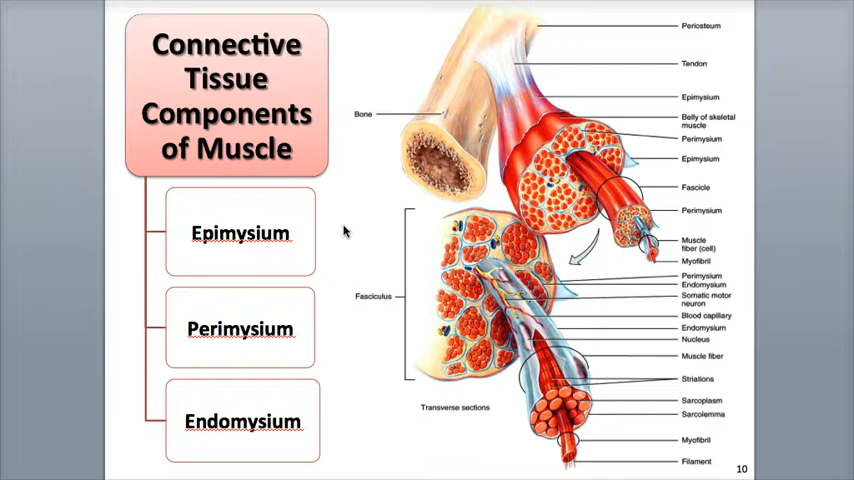 Connective
Tissue
Components
of Muscle
Epimysium
Perimysium
Endomysium
Bone
Periosteum
Tendon
Epimysium
Belly of skeletal
muscle
Perimysium
Epimysium
Fascicle
Perimysium
Muscle
fiber (cell)
Myofibril
Perimysium
Endomysium
Somatic motor
neuron
Blood capillary
Endomysium
Nucleus
Muscle fiber
Striations
Sarcoplasm
Sarcolemma
Myofibril
Filament
Fasciculus
Transverse sections
10